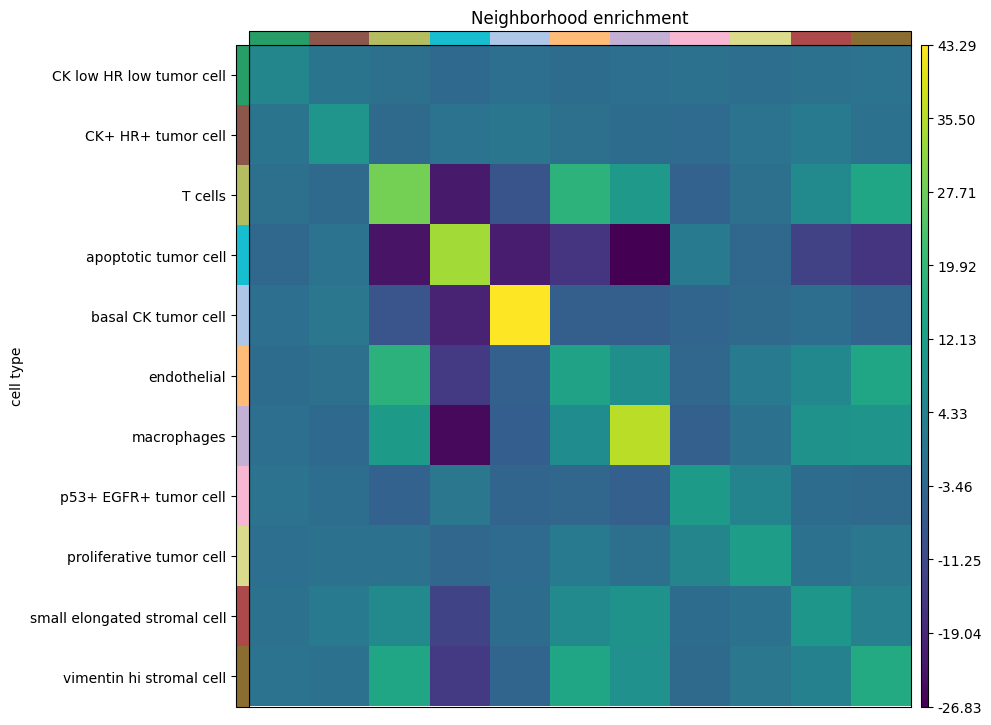 Neighborhood enrichment
cell type
CK low HR low tumor cell
CK+ HR+ tumor cell
T cells
apoptotic tumor cell
basal CK tumor cell
endothelial
macrophages
p53+ EGFR+ tumor cell
proliferative tumor cell
small elongated stromal cell
vimentin hi stromal cell
43.29
35.50
27.71
19.92
12.13
4.33
-3.46
-11.25
-19.04
-26.83